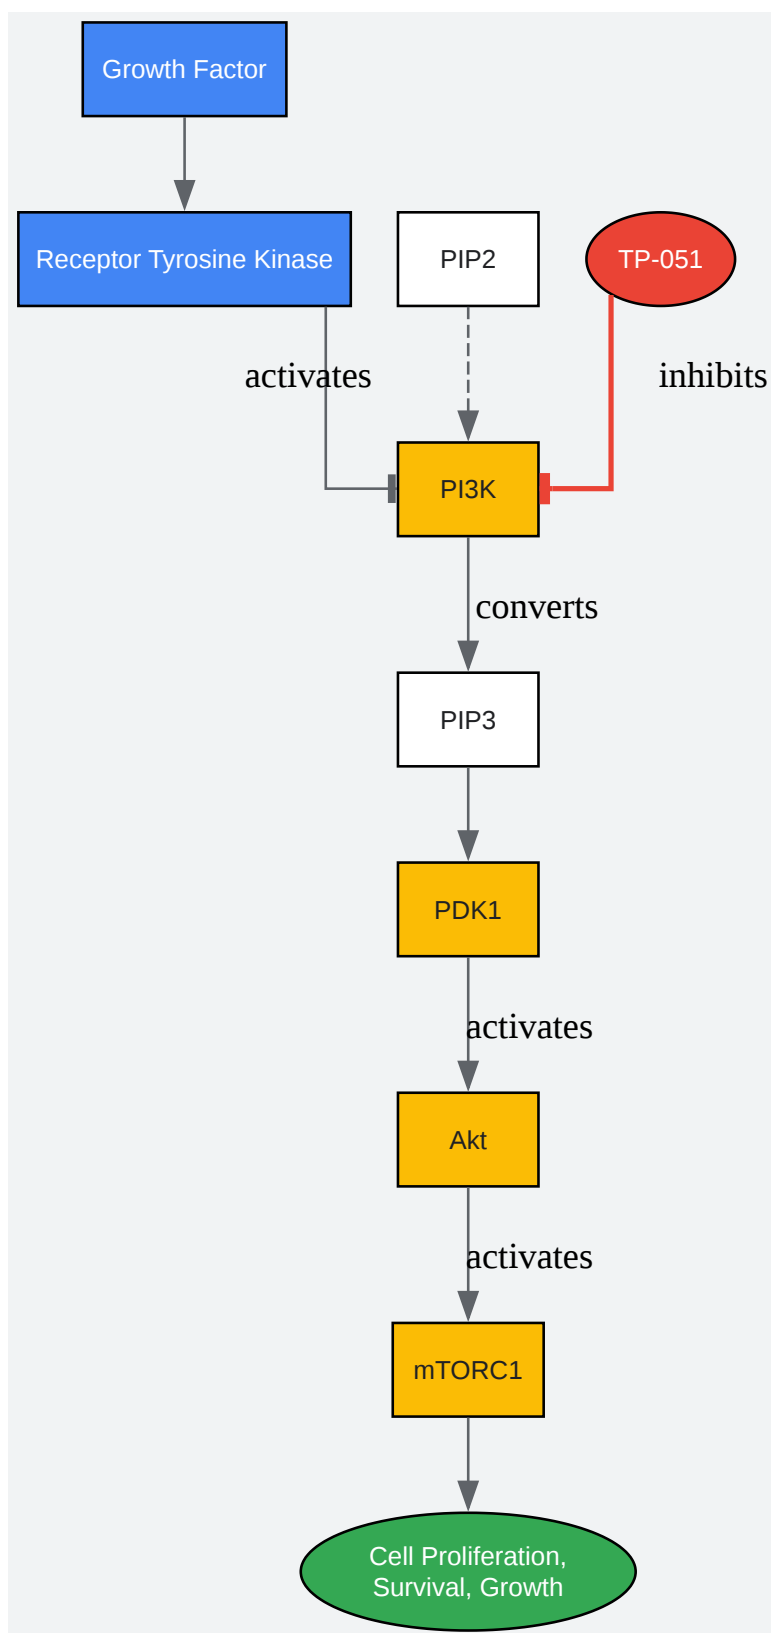 Growth Factor
Receptor Tyrosine Kinase
PIP2
TP-051
activates
inhibits
PI3K
converts
PIP3
PDK1
activates
Akt
activates
mTORC1
Cell Proliferation,
Survival, Growth